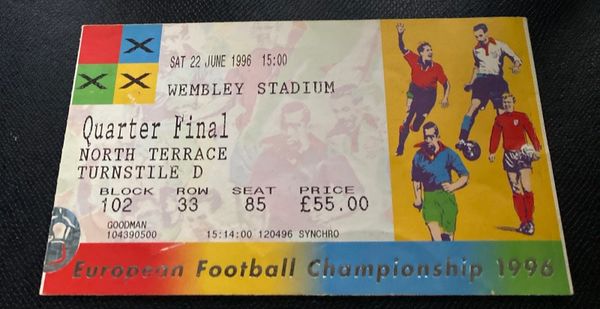 SAT 22 JUNE 1996 15:00
WEMBLEY STADIUM
Quarter Final
NORTH TERRACE
TURNSTILE D
BLOCK ROW SEAT PRICE
102 33 85 £55.00
GOODMAN
104390500 15:14:00 120496 SYNCHRO
European Football Championship 1996